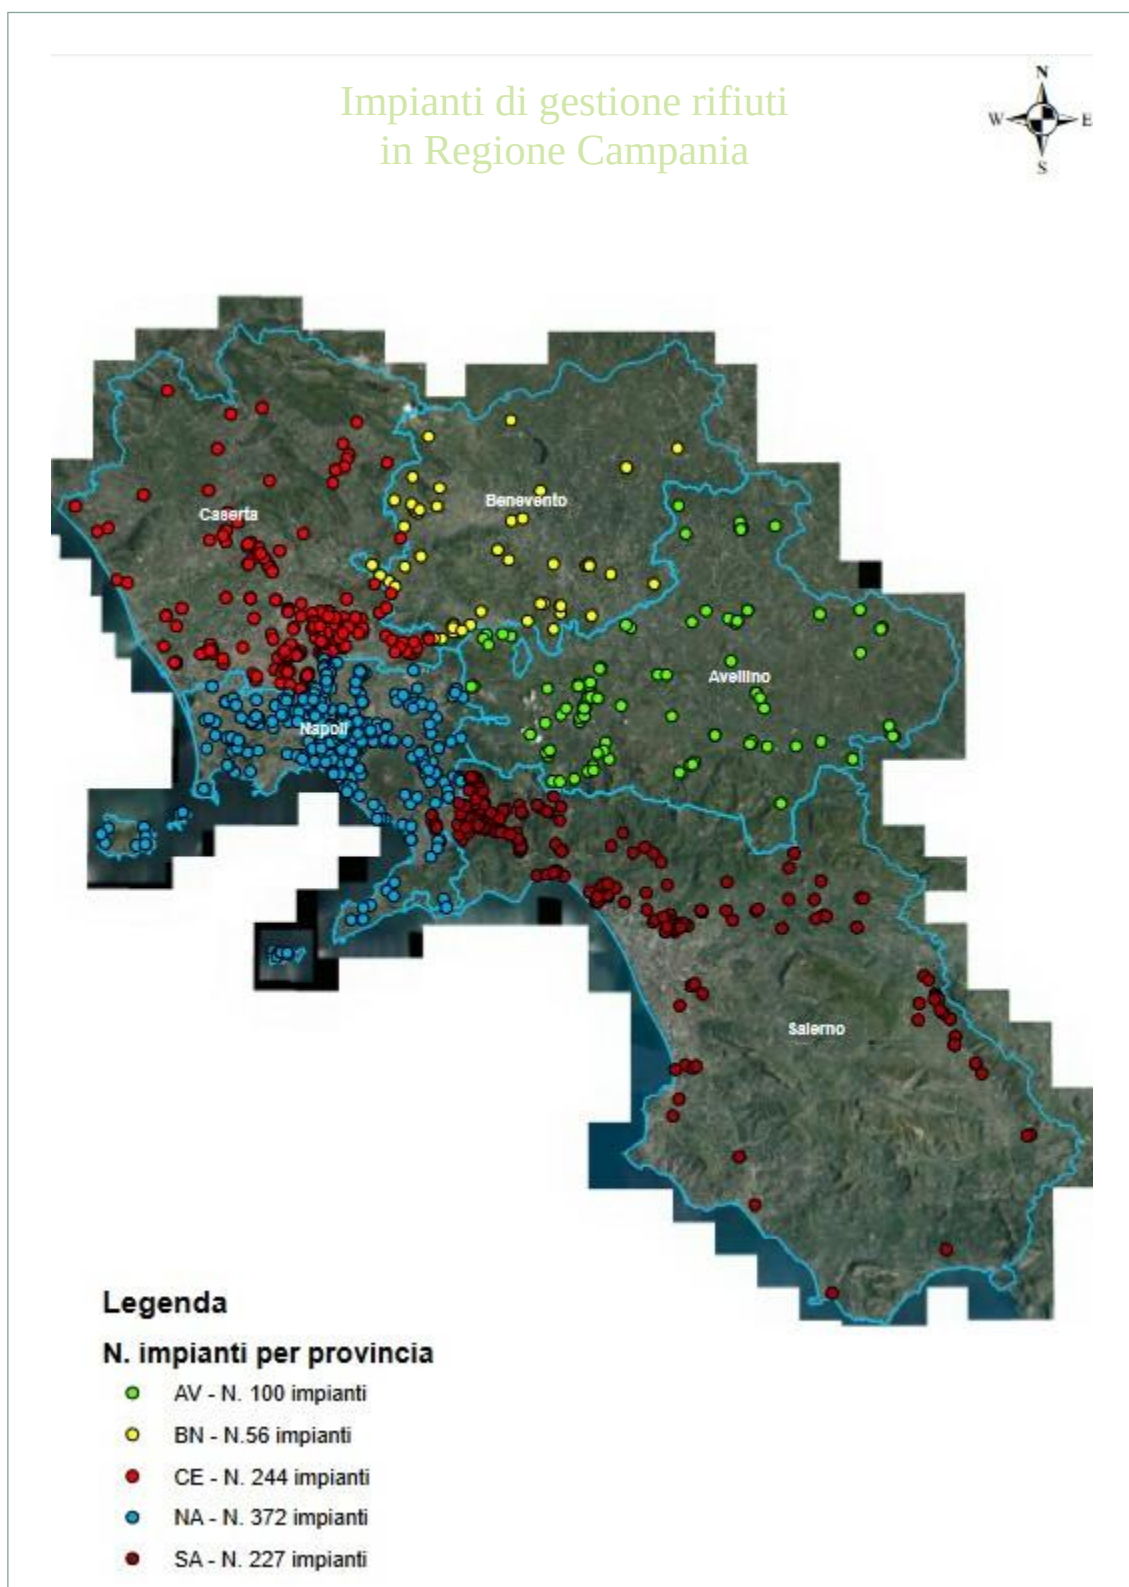 Impianti di gestione rifiuti
in Regione Campania
N
W E
S
Caserta
Benevento
Avellino
Napoli
Salerno
Legenda
N. impianti per provincia
AV - N. 100 impianti
BN - N.56 impianti
CE - N. 244 impianti
NA - N. 372 impianti
SA - N. 227 impianti